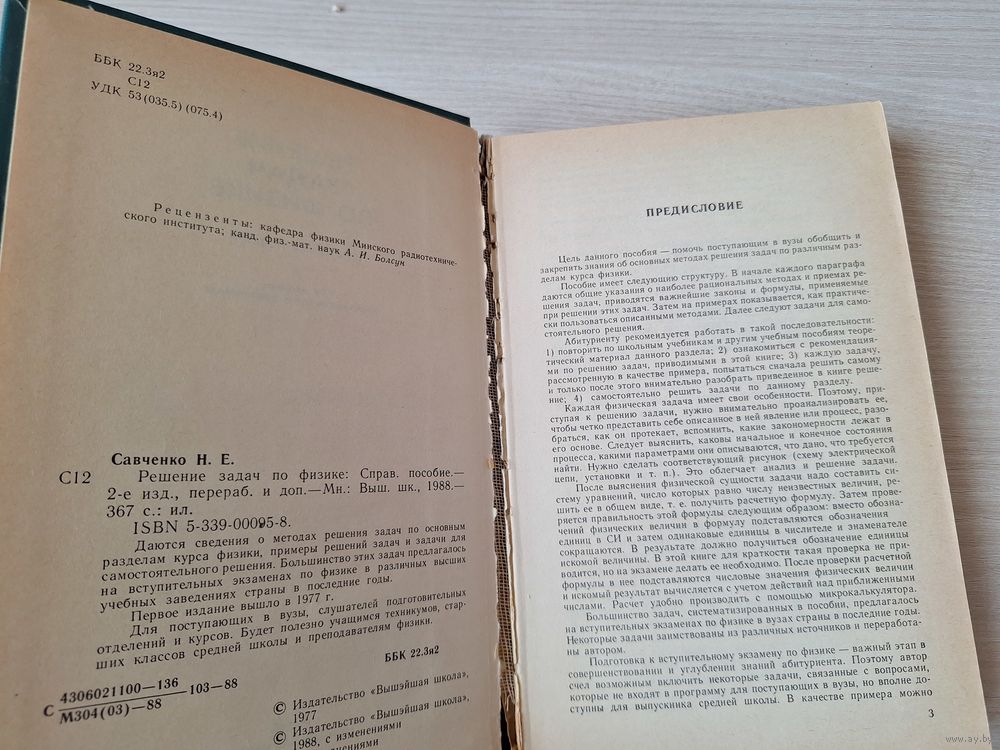 ББК 22.3я2
С12
УДК 53(035.5)(075.4)
Рецензенты: кафедра физики Минского радиотехниче-
ского института; канд. физ.-мат. наук А. И. Болсун
Савченко Н. Е.
С12 Решение задач по физике: Справ. пособие.—
2-е изд., перераб. и доп.—Мн.: Выш. шк., 1988.—
367 с.: ил.
ISBN 5-339-00095-8.
Даются сведения о методах решения задач по основным
разделам курса физики, примеры решений задач и задачи для
самостоятельного решения. Большинство этих задач предлагалось
на вступительных экзаменах по физике в различных высших
учебных заведениях страны в последние годы.
Первое издание вышло в 1977 г.
Для поступающих в вузы, слушателей подготовительных
отделений и курсов. Будет полезно учащимся техникумов, стар-
ших классов средней школы и преподавателям физики.
С 4306021100—136
М304(03)—88
103—88
ББК 22.3я2
© Издательство «Вышэйшая школа»,
1977
© Издательство «Вышэйшая школа»,
1988, с изменениями
ПРЕДИСЛОВИЕ
Цель данного пособия — помочь поступающим в вузы обобщить и
закрепить знания об основных методах решения задач по различным раз-
делам курса физики.
Пособие имеет следующую структуру. В начале каждого параграфа
даются общие указания о наиболее рациональных методах и приемах ре-
шения задач, приводятся важнейшие законы и формулы, применяемые
при решении этих задач. Затем на примерах показывается, как практиче-
ски пользоваться описанными методами. Далее следуют задачи для само-
стоятельного решения.
Абитуриенту рекомендуется работать в такой последовательности:
1) повторить по школьным учебникам и другим учебным пособиям теоре-
тический материал данного раздела; 2) ознакомиться с рекомендация-
ми по решению задач, приводимыми в этой книге; 3) каждую задачу,
рассмотренную в качестве примера, попытаться сначала решить самому
и только после этого внимательно разобрать приведенное в книге реше-
ние; 4) самостоятельно решить задачи по данному разделу.
Каждая физическая задача имеет свои особенности. Поэтому, при-
ступая к решению задачи, нужно внимательно проанализировать ее,
чтобы четко представить себе описанное в ней явление или процесс, разо-
браться, как он протекает, вспомнить, какие закономерности лежат в
его основе. Следует выяснить, каковы начальное и конечное состояния
процесса, какими параметрами они описываются, что дано, что требуется
найти. Нужно сделать соответствующий рисунок (схему электрической
цепи, установки и т. п.). Это облегчает анализ и решение задачи.
После выяснения физической сущности задачи надо составить си-
стему уравнений, число которых равно числу неизвестных величин, ре-
шить ее в общем виде, т. е. получить расчетную формулу. Затем прове-
ряется правильность этой формулы следующим образом: вместо обозна-
чений физических величин в формулу подставляются обозначения
единиц в СИ и затем одинаковые единицы в числителе и знаменателе
сокращаются. В результате должно получиться обозначение единицы
искомой величины. В этой книге для краткости такая проверка не при-
водится, но на экзамене делать ее необходимо. После проверки расчетной
формулы в нее подставляются числовые значения физических величин
и искомый результат вычисляется с учетом действий над приближенными
числами. Расчет удобно производить с помощью микрокалькулятора.
Большинство задач, систематизированных в пособии, предлагалось
на вступительных экзаменах по физике в вузах страны в последние годы.
Некоторые задачи заимствованы из различных источников и переработа-
ны автором.
Подготовка к вступительному экзамену по физике — важный этап в
совершенствовании и углублении знаний абитуриента. Поэтому автор
счел возможным включить некоторые задачи, связанные с вопросами,
которые не входят в программу для поступающих в вузы, но вполне до-
ступны для выпускника средней школы. В качестве примера можно
3
www.ay.by